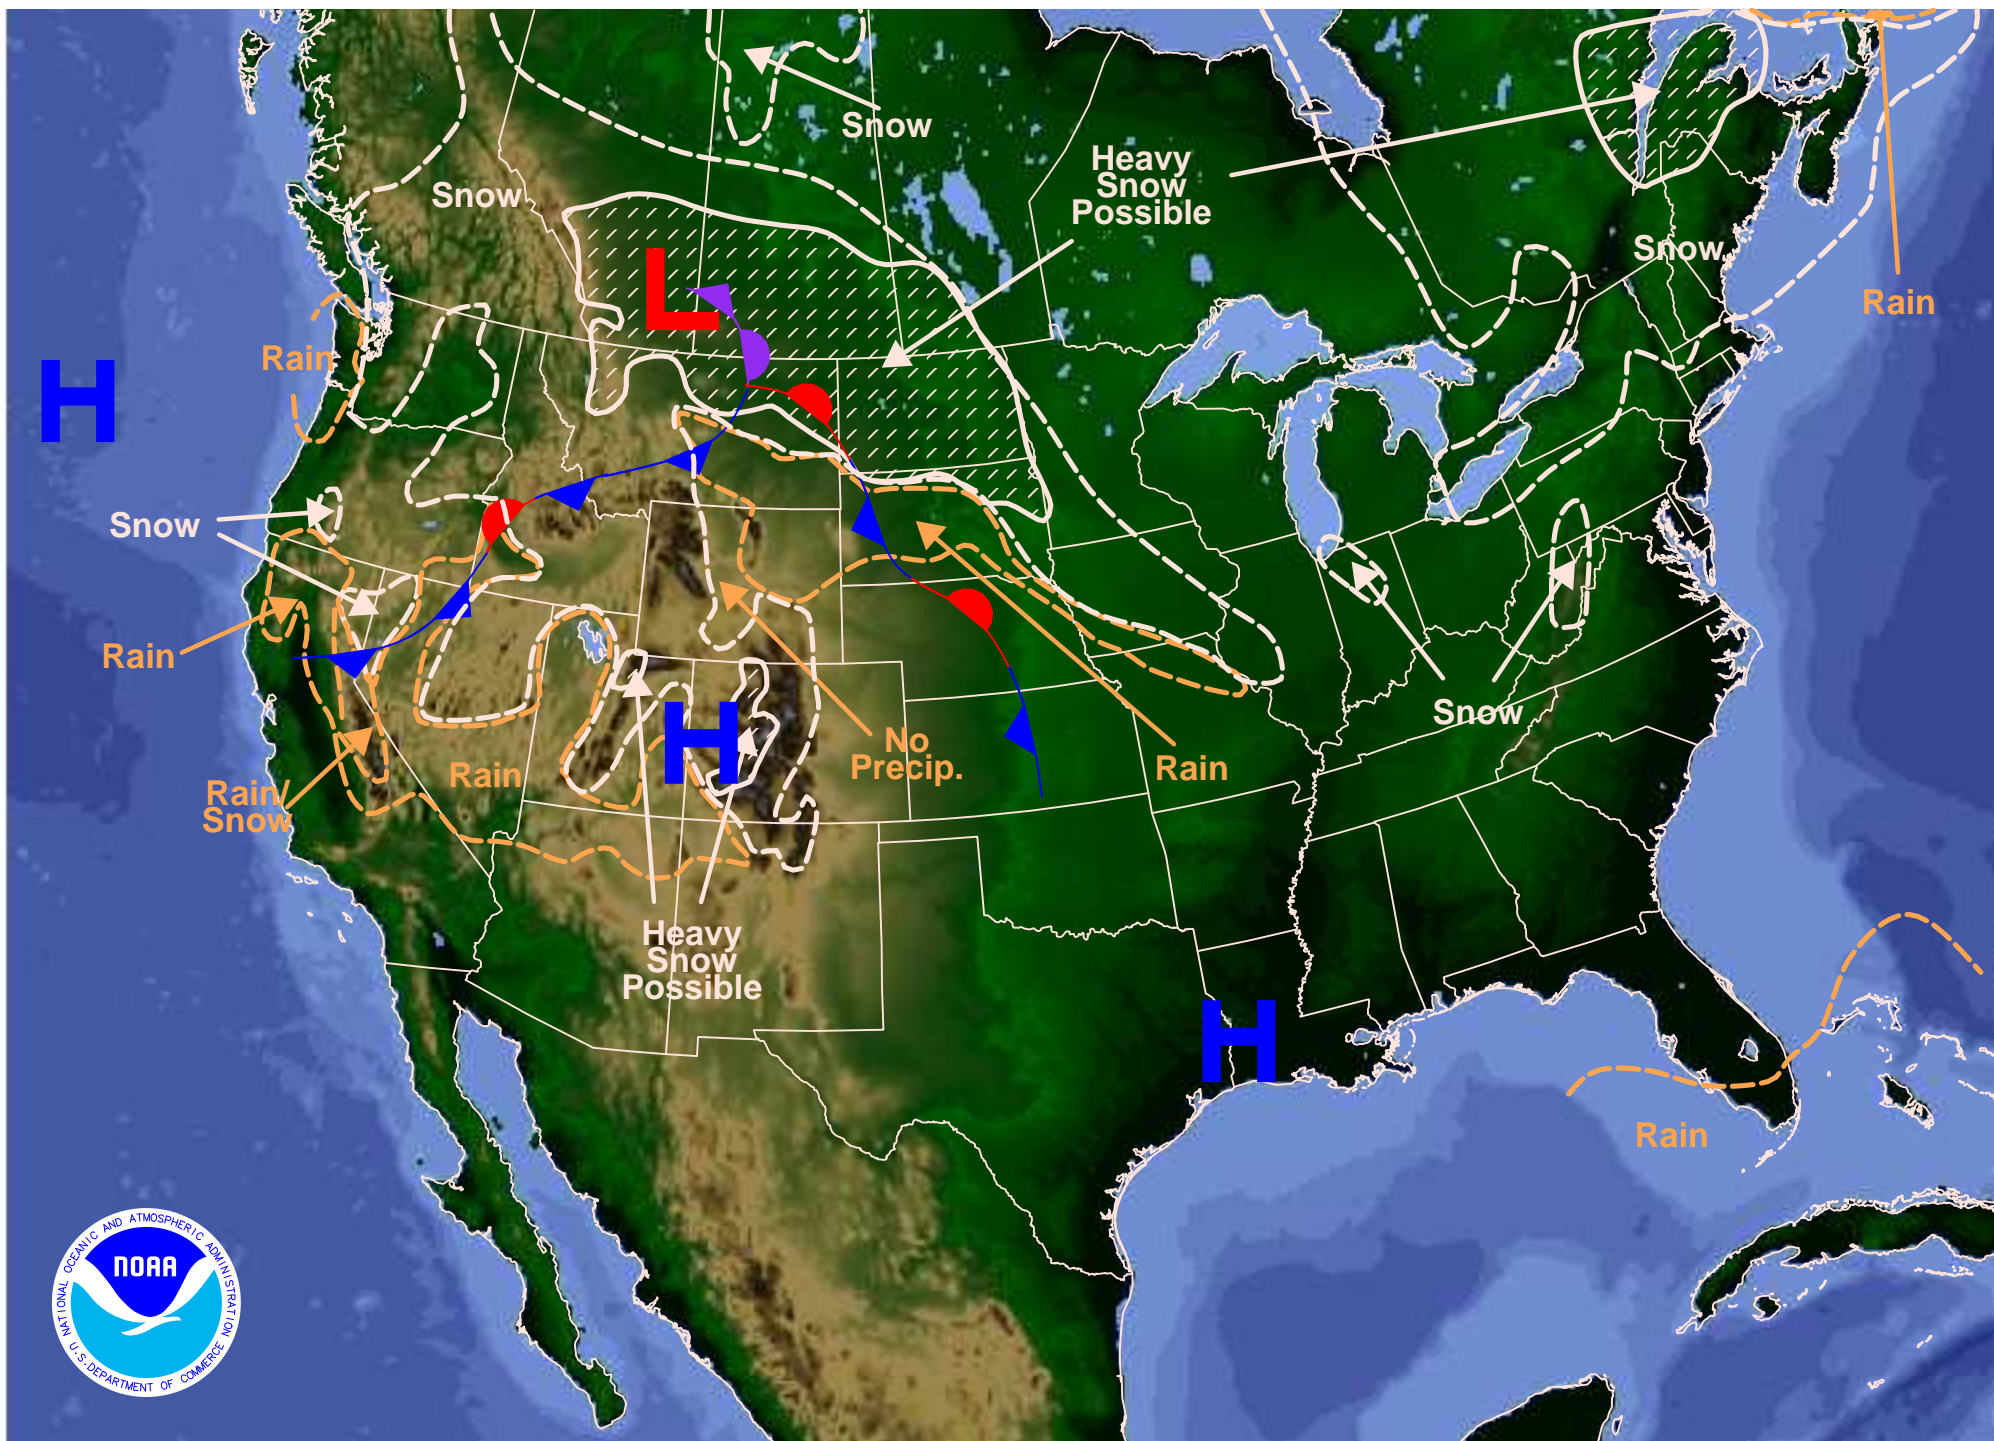 Snow
Heavy
Snow
Possible
Snow
Snow
Rain
Rain
H
L
Snow
Rain
Rain/
Snow
Rain
H
No
Precip.
Rain
Snow
Heavy
Snow
Possible
H
Rain
NATIONAL OCEANIC AND ATMOSPHERIC ADMINISTRATION
NOAA
U.S. DEPARTMENT OF COMMERCE